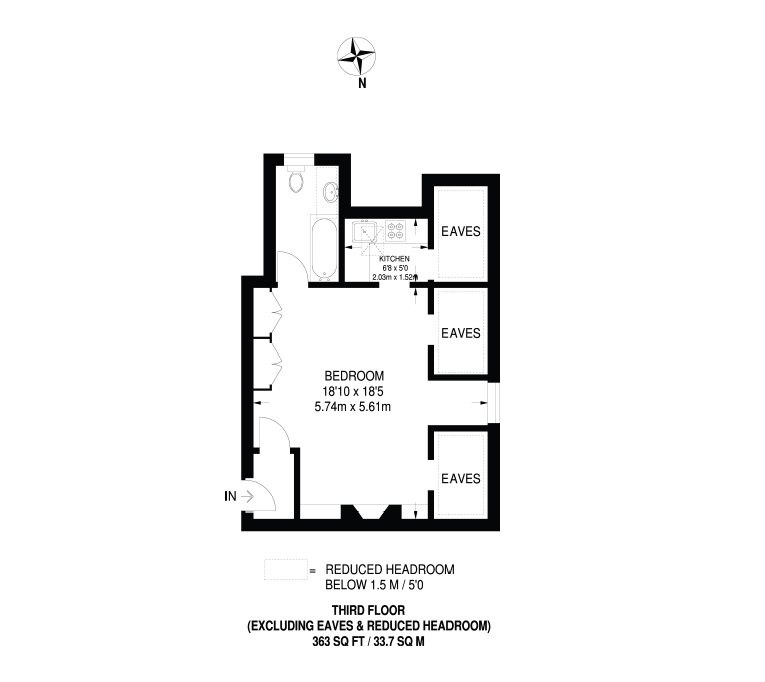 N
EAVES
KITCHEN
6'8 x 5'0
2.03m x 1.52m
EAVES
BEDROOM
18'10 x 18'5
5.74m x 5.61m
EAVES
IN
= REDUCED HEADROOM
BELOW 1.5 M / 5'0
THIRD FLOOR
(EXCLUDING EAVES & REDUCED HEADROOM)
363 SQ FT / 33.7 SQ M